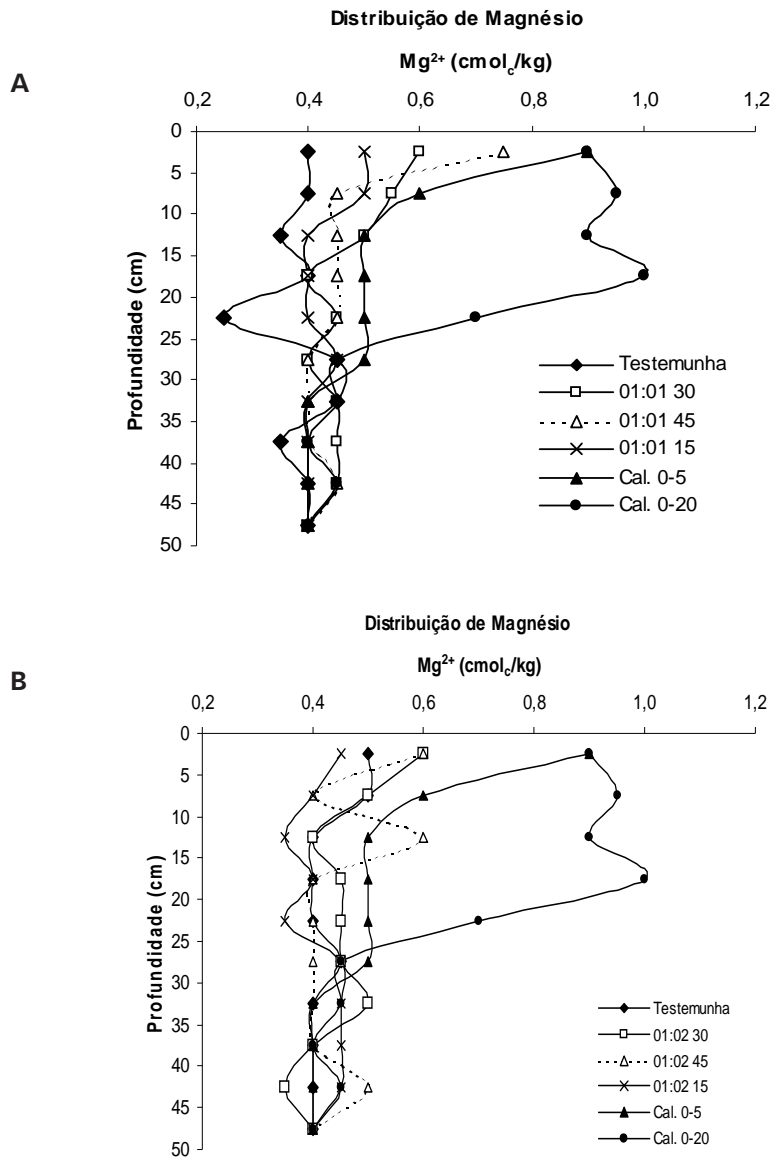 Distribuição de Magnésio
Mg²⁺ (cmol_c/kg)
A
0,2 0,4 0,6 0,8 1,0 1,2
0
5
10
15
20
25
30
35
40
45
50
Profundidade (cm)
Testemunha
01:01 30
01:01 45
01:01 15
Cal. 0-5
Cal. 0-20
Distribuição de Magnésio
Mg²⁺ (cmol_c/kg)
B
0,2 0,4 0,6 0,8 1,0 1,2
0
5
10
15
20
25
30
35
40
45
50
Profundidade (cm)
Testemunha
01:02 30
01:02 45
01:02 15
Cal. 0-5
Cal. 0-20